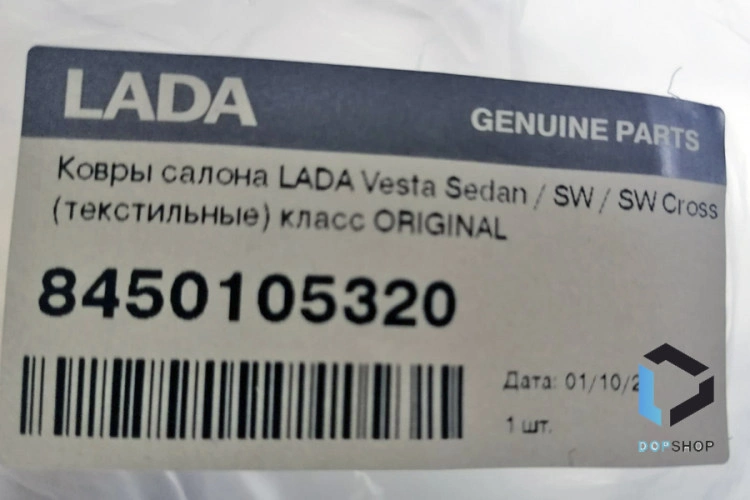 LADA
GENUINE PARTS
Ковры салона LADA Vesta Sedan / SW / SW Cross
(текстильные) класс ORIGINAL
8450105320
Дата: 01/10/2
1 шт.
DOPSHOP